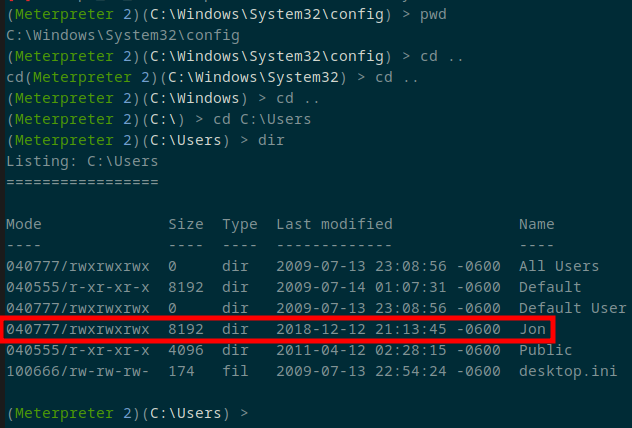 (Meterpreter 2)(C:\Windows\System32\config) > pwd
C:\Windows\System32\config
(Meterpreter 2)(C:\Windows\System32\config) > cd ..
cd(Meterpreter 2)(C:\Windows\System32) > cd ..
(Meterpreter 2)(C:\Windows) > cd ..
(Meterpreter 2)(C:\) > cd C:\Users
(Meterpreter 2)(C:\Users) > dir
Listing: C:\Users
=================
Mode              Size  Type  Last modified              Name
----              ----  ----  -------------              ----
040777/rwxrwxrwx  0     dir   2009-07-13 23:08:56 -0600  All Users
040555/r-xr-xr-x  8192  dir   2009-07-14 01:07:31 -0600  Default
040777/rwxrwxrwx  0     dir   2009-07-13 23:08:56 -0600  Default User
040777/rwxrwxrwx  8192  dir   2018-12-12 21:13:45 -0600  Jon
040555/r-xr-xr-x  4096  dir   2011-04-12 02:28:15 -0600  Public
100666/rw-rw-rw-  174   fil   2009-07-13 22:54:24 -0600  desktop.ini
(Meterpreter 2)(C:\Users) >